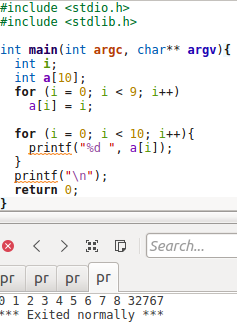 #include <stdio.h>
#include <stdlib.h>
int main(int argc, char** argv){
int i;
int a[10];
for (i = 0; i < 9; i++)
a[i] = i;
for (i = 0; i < 10; i++){
printf("%d ", a[i]);
}
printf("\n");
return 0;
}
Search...
pr pr pr pr
0 1 2 3 4 5 6 7 8 32767
*** Exited normally ***